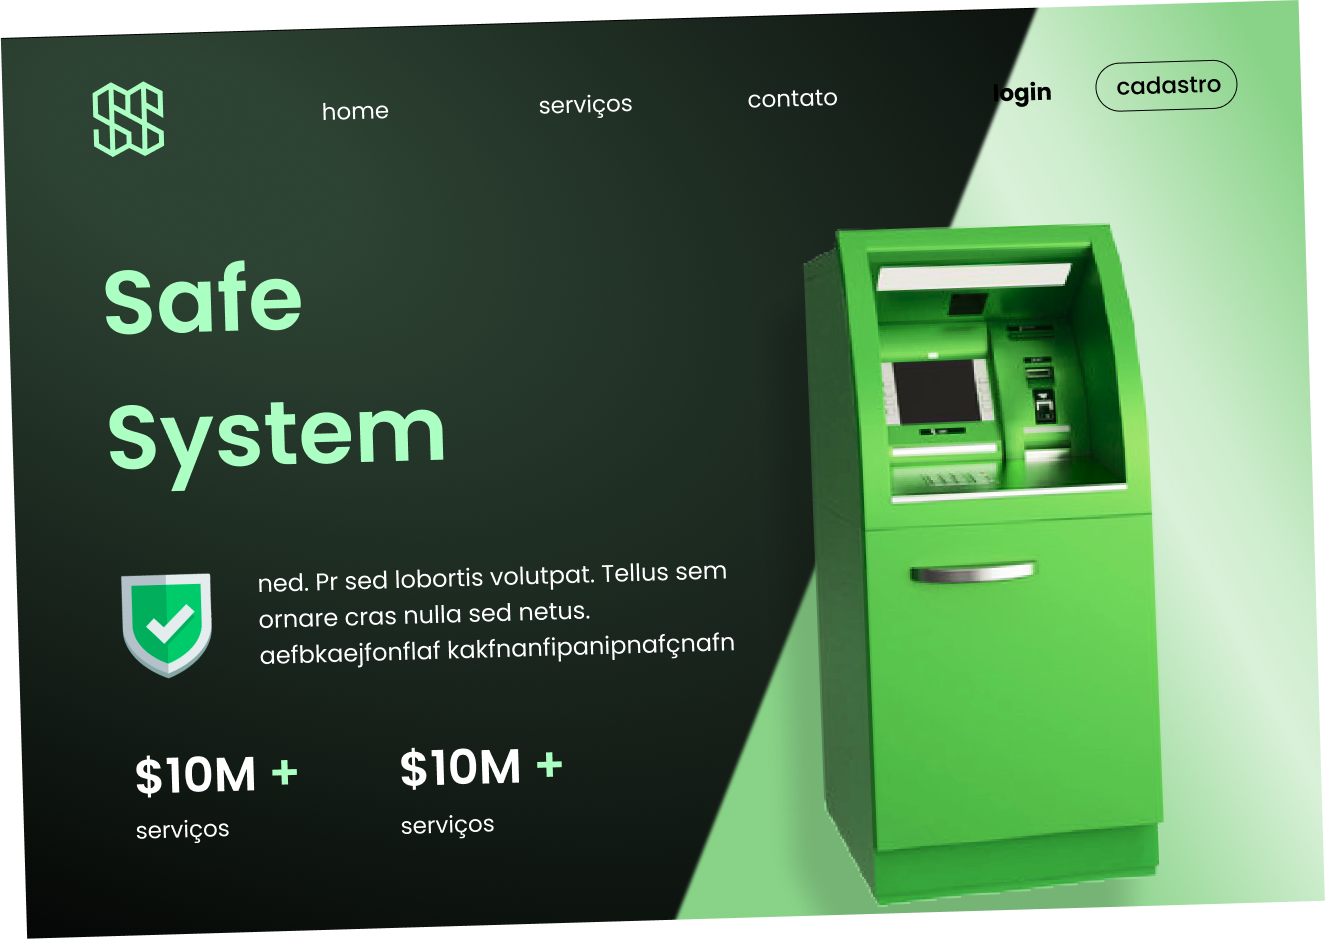 home
serviços
contato
login
cadastro
Safe
System
ned. Pr sed lobortis volutpat. Tellus sem
ornare cras nulla sed netus.
aefbkaejfonflaf kakfnanfipanipnafçnafn
$10M +
$10M +
serviços
serviços